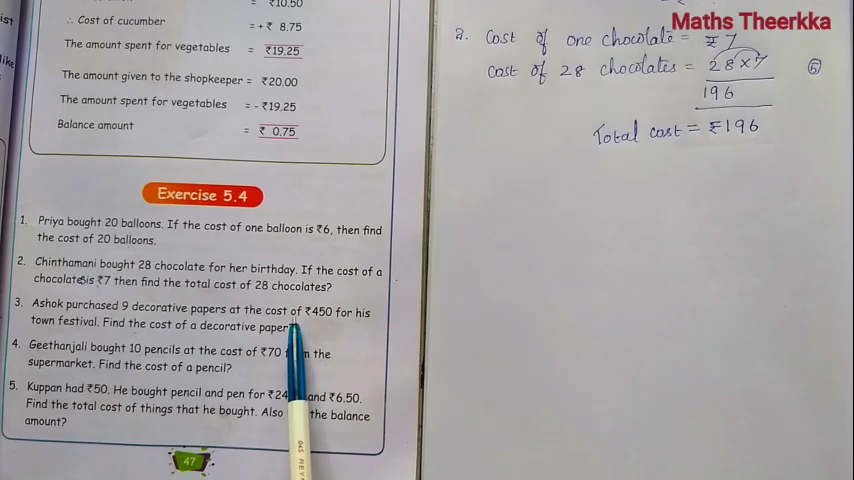 = ₹10.50
∴ Cost of cucumber = + ₹ 8.75
The amount spent for vegetables = ₹19.25
The amount given to the shopkeeper = ₹20.00
The amount spent for vegetables = - ₹19.25
Balance amount = ₹ 0.75
Exercise 5.4
1. Priya bought 20 balloons. If the cost of one balloon is ₹6, then find
the cost of 20 balloons.
2. Chinthamani bought 28 chocolate for her birthday. If the cost of a
chocolate is ₹7 then find the total cost of 28 chocolates?
3. Ashok purchased 9 decorative papers at the cost of ₹450 for his
town festival. Find the cost of a decorative paper
4. Geethanjali bought 10 pencils at the cost of ₹70 the
supermarket. Find the cost of a pencil?
5. Kuppan had ₹50. He bought pencil and pen for ₹24 and ₹6.50.
Find the total cost of things that he bought. Also the balance
amount?
47
ist
like
Maths Theerkka
2. Cost of one chocolate = ₹ 7
Cost of 28 chocolates = 28 × 7
5
196
Total cost = ₹196